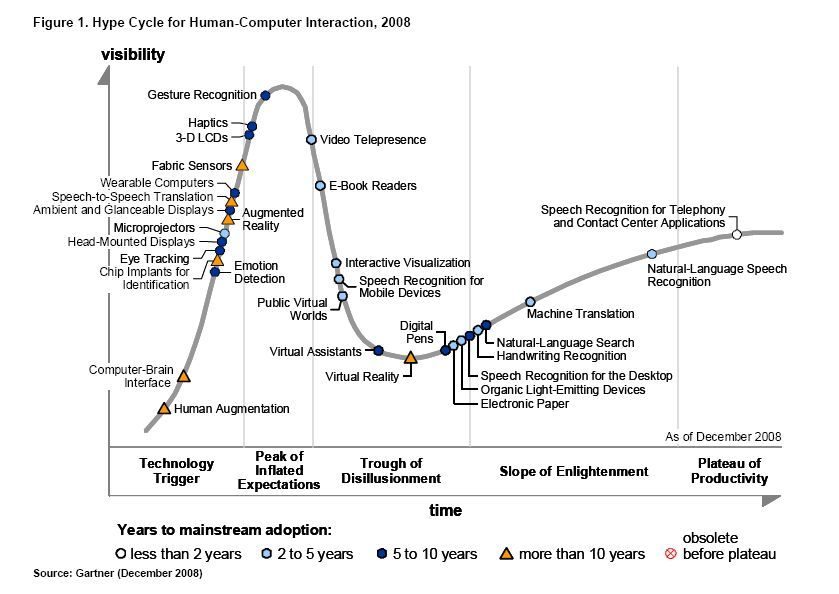 Figure 1. Hype Cycle for Human-Computer Interaction, 2008
visibility
Gesture Recognition
Haptics
3-D LCDs
Fabric Sensors
Wearable Computers
Speech-to-Speech Translation
Ambient and Glanceable Displays
Augmented
Reality
Microprojectors
Head-Mounted Displays
Eye Tracking
Chip Implants for
Identification
Emotion
Detection
Computer-Brain
Interface
Human Augmentation
Video Telepresence
E-Book Readers
Interactive Visualization
Speech Recognition for
Mobile Devices
Public Virtual
Worlds
Virtual Assistants
Virtual Reality
Digital
Pens
Natural-Language Search
Handwriting Recognition
Speech Recognition for the Desktop
Organic Light-Emitting Devices
Electronic Paper
Machine Translation
Speech Recognition for Telephony
and Contact Center Applications
Natural-Language Speech
Recognition
As of December 2008
Technology
Trigger
Peak of
Inflated
Expectations
Trough of
Disillusionment
Slope of Enlightenment
Plateau of
Productivity
time
Years to mainstream adoption:
less than 2 years
2 to 5 years
5 to 10 years
more than 10 years
obsolete
before plateau
Source: Gartner (December 2008)